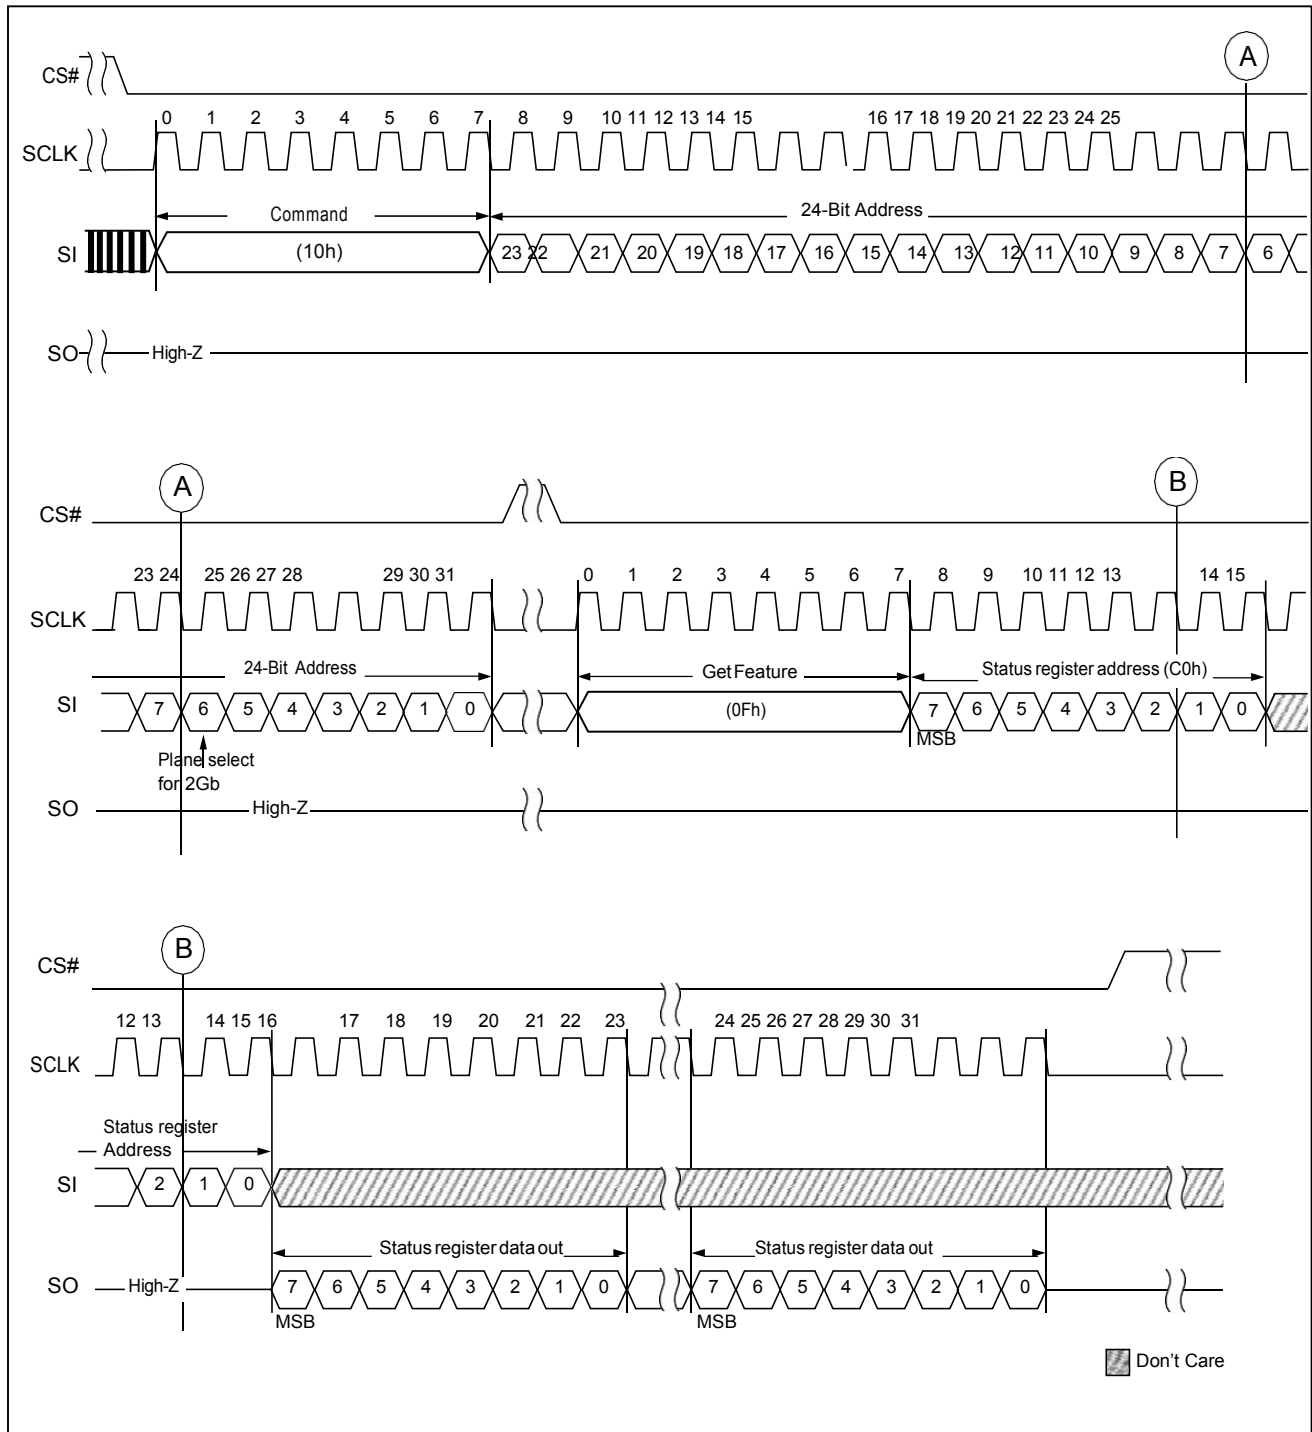 A
CS#
0 1 2 3 4 5 6 7 8 9 10 11 12 13 14 15 16 17 18 19 20 21 22 23 24 25
SCLK
Command 24-Bit Address
SI (10h) 23 22 21 20 19 18 17 16 15 14 13 12 11 10 9 8 7 6
SO High-Z
A B
CS#
23 24 25 26 27 28 29 30 31 0 1 2 3 4 5 6 7 8 9 10 11 12 13 14 15
SCLK
24-Bit Address Get Feature Status register address (C0h)
SI 7 6 5 4 3 2 1 0 (0Fh) 7 6 5 4 3 2 1 0
MSB
Plane select
for 2Gb
SO High-Z
B
CS#
12 13 14 15 16 17 18 19 20 21 22 23 24 25 26 27 28 29 30 31
SCLK
Status register
Address
SI 2 1 0
Status register data out Status register data out
SO High-Z 7 6 5 4 3 2 1 0 7 6 5 4 3 2 1 0
MSB MSB
Don't Care